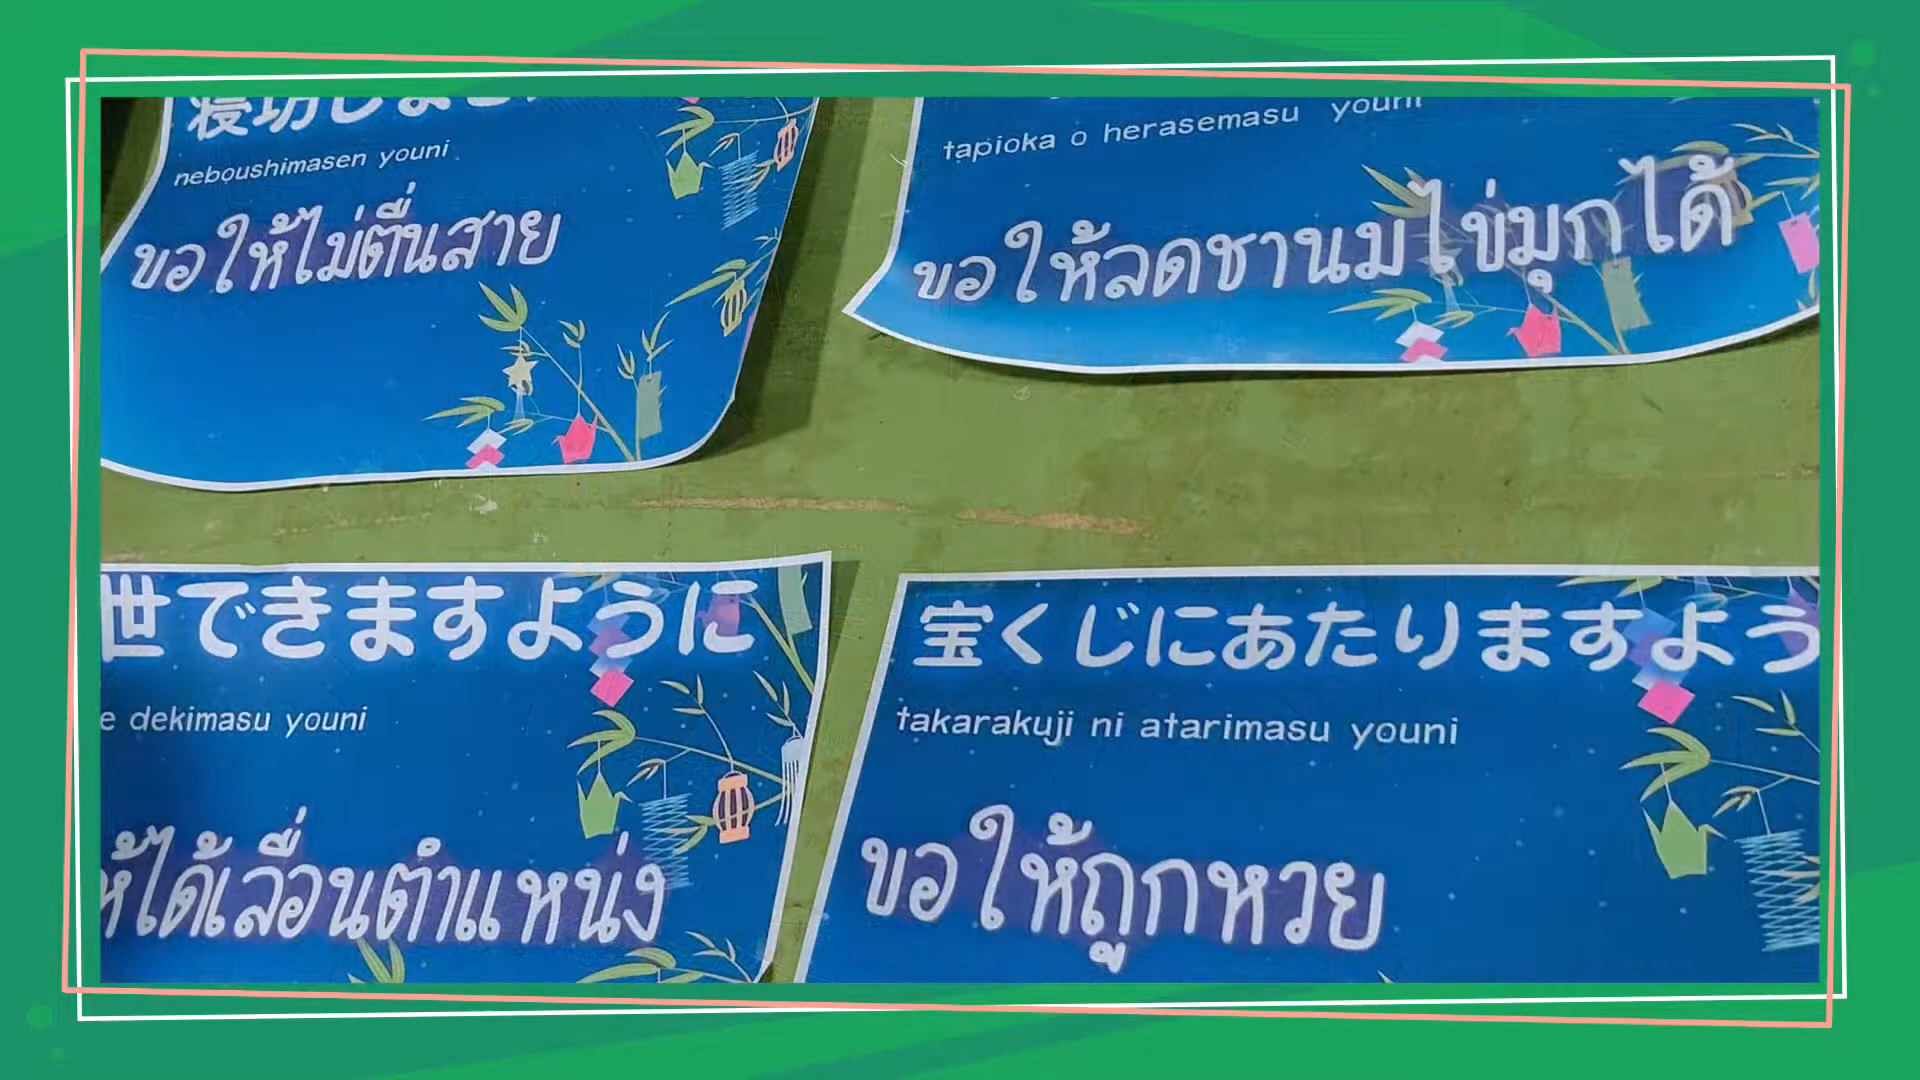 neboushimasen youni
ขอให้ไม่ตื่นสาย
tapioka o herasemasu youni
ขอให้ลดชานมไข่มุกได้
世できますように
e dekimasu youni
ห้ได้เลื่อนตำแหน่ง
宝くじにあたりますよう
takarakuji ni atarimasu youni
ขอให้ถูกหวย